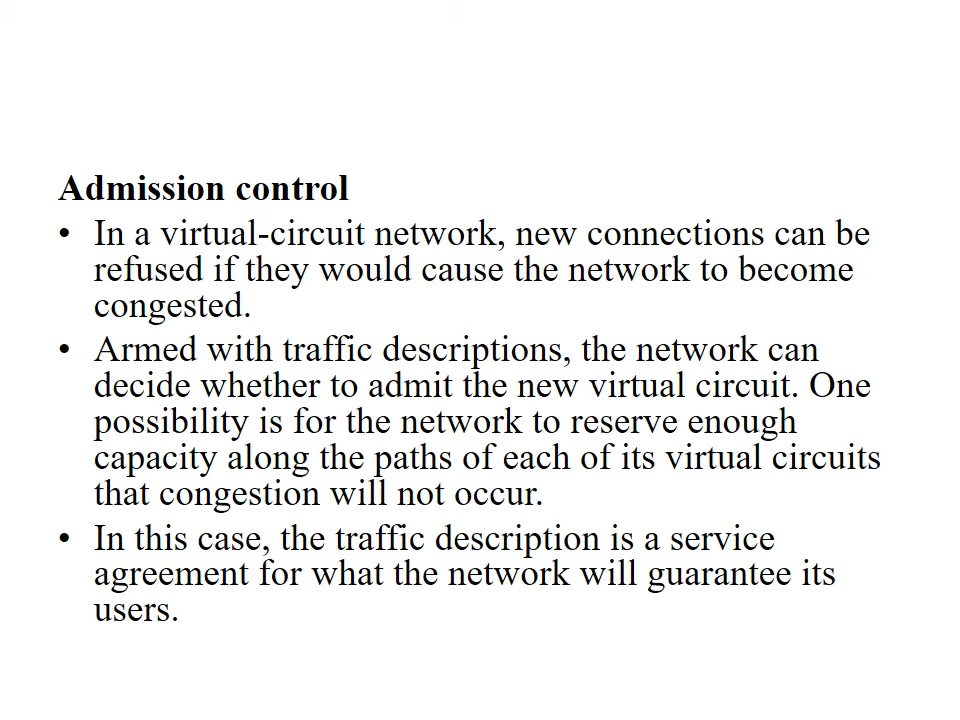 Admission control
• In a virtual-circuit network, new connections can be
refused if they would cause the network to become
congested.
• Armed with traffic descriptions, the network can
decide whether to admit the new virtual circuit. One
possibility is for the network to reserve enough
capacity along the paths of each of its virtual circuits
that congestion will not occur.
• In this case, the traffic description is a service
agreement for what the network will guarantee its
users.